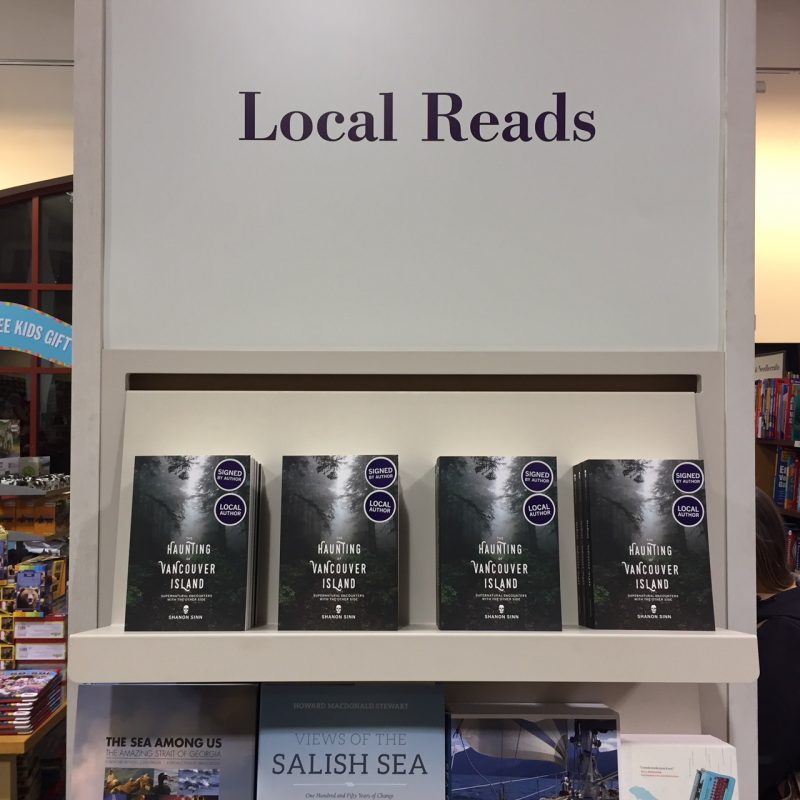 Local Reads
EE KIDS GIFT
Needlecrafts
SIGNED
BY AUTHOR
LOCAL
AUTHOR
THE
HAUNTING
OF
VANCOUVER
ISLAND
SUPERNATURAL ENCOUNTERS
WITH THE OTHER SIDE
SHANON SINN
SIGNED
BY AUTHOR
LOCAL
AUTHOR
THE
HAUNTING
OF
VANCOUVER
ISLAND
SUPERNATURAL ENCOUNTERS
WITH THE OTHER SIDE
SHANON SINN
SIGNED
BY AUTHOR
LOCAL
AUTHOR
THE
HAUNTING
OF
VANCOUVER
ISLAND
SUPERNATURAL ENCOUNTERS
WITH THE OTHER SIDE
SHANON SINN
SIGNED
BY AUTHOR
LOCAL
AUTHOR
THE
HAUNTING
OF
VANCOUVER
ISLAND
SUPERNATURAL ENCOUNTERS
WITH THE OTHER SIDE
SHANON SINN
THE SEA AMONG US
THE AMAZING STRAIT OF GEORGIA
HOWARD MACDONALD STEWART
VIEWS OF THE
SALISH SEA
One Hundred and Fifty Years of Change